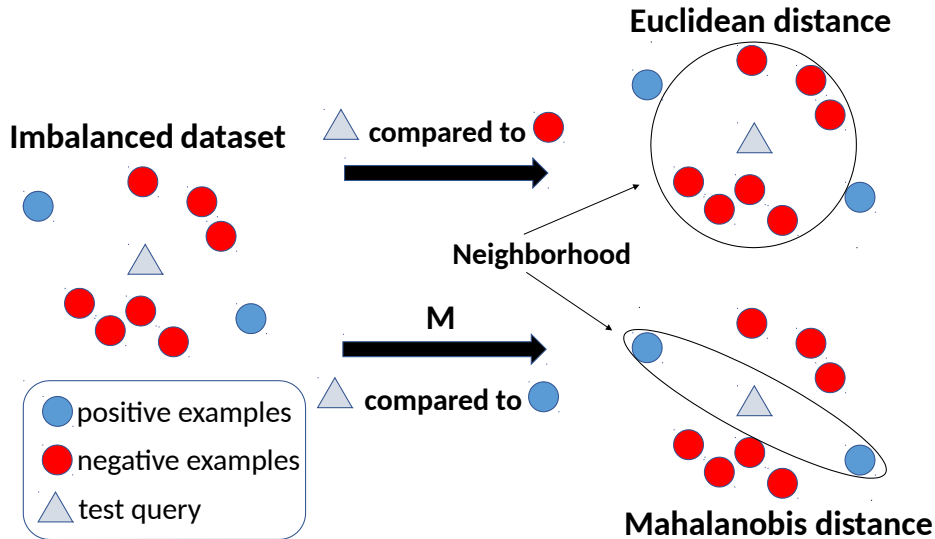 Euclidean distance
compared to
Imbalanced dataset
Neighborhood
M
compared to
positive examples
negative examples
test query
Mahalanobis distance